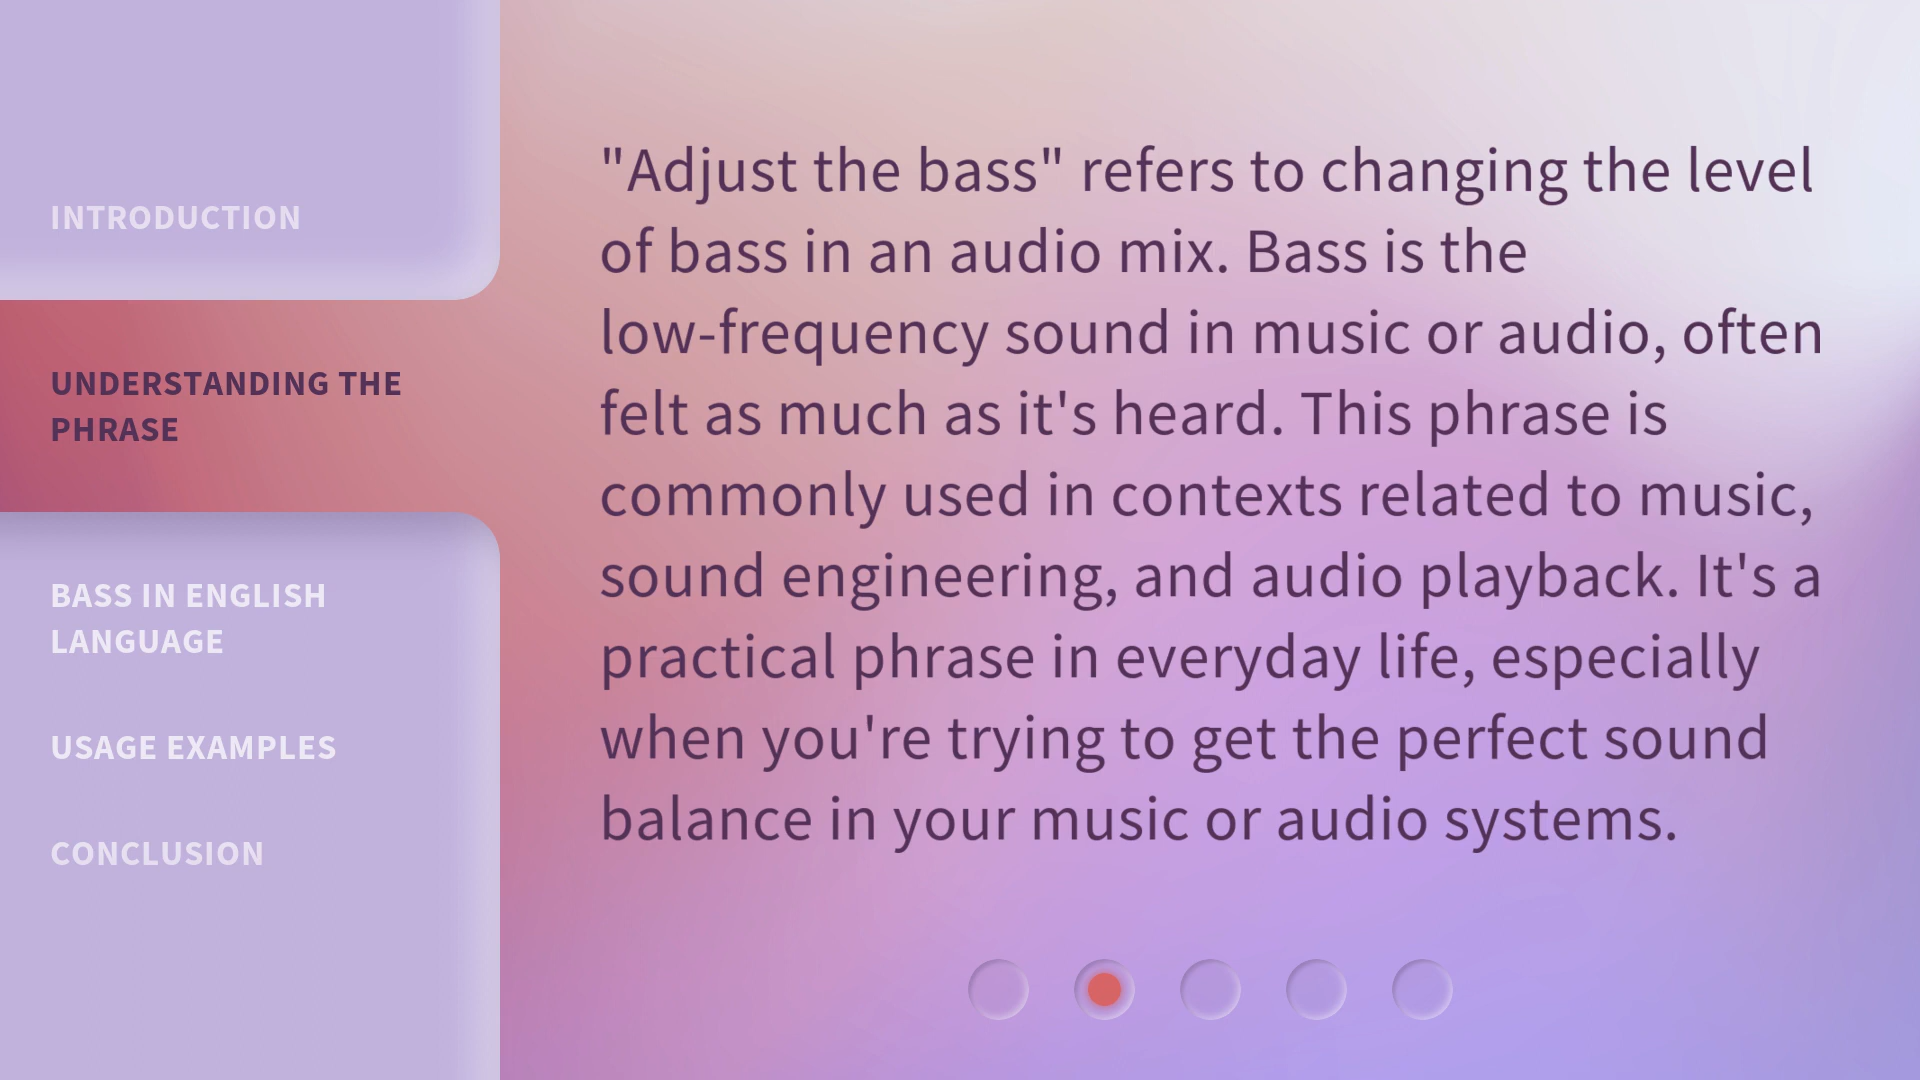 INTRODUCTION
UNDERSTANDING THE
PHRASE
BASS IN ENGLISH
LANGUAGE
USAGE EXAMPLES
CONCLUSION
"Adjust the bass" refers to changing the level
of bass in an audio mix. Bass is the
low-frequency sound in music or audio, often
felt as much as it's heard. This phrase is
commonly used in contexts related to music,
sound engineering, and audio playback. It's a
practical phrase in everyday life, especially
when you're trying to get the perfect sound
balance in your music or audio systems.